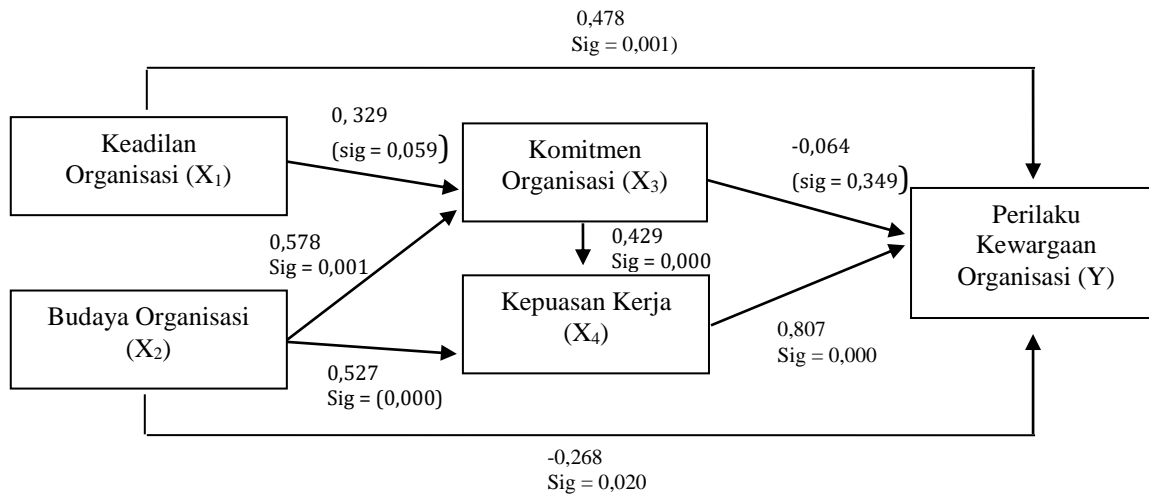 0,478
Sig = 0,001)
Keadilan
Organisasi (X₁)
0, 329
(sig = 0,059)
Komitmen
Organisasi (X₃)
-0,064
(sig = 0,349)
Perilaku
Kewargaan
Organisasi (Y)
0,578
Sig = 0,001
0,429
Sig = 0,000
Budaya Organisasi
(X₂)
Kepuasan Kerja
(X₄)
0,527
Sig = (0,000)
0,807
Sig = 0,000
-0,268
Sig = 0,020